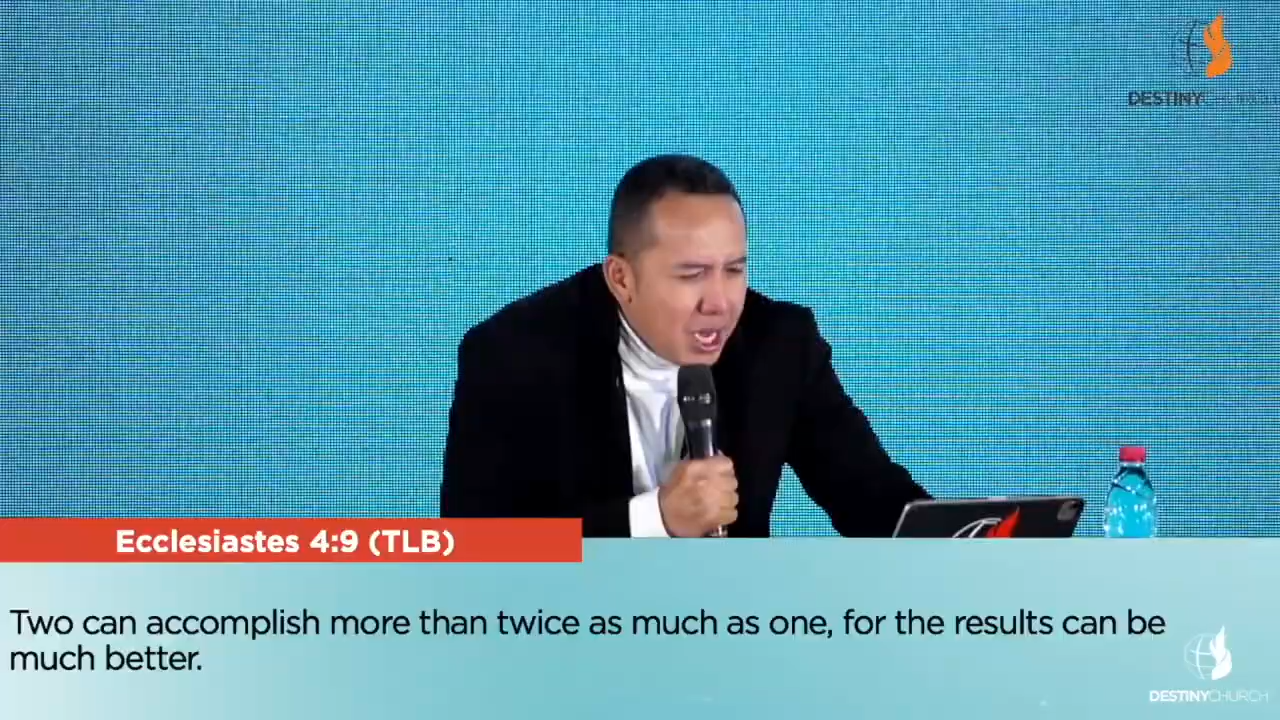 DESTINYCHURCH
Ecclesiastes 4:9 (TLB)
Two can accomplish more than twice as much as one, for the results can be
much better.
DESTINYCHURCH